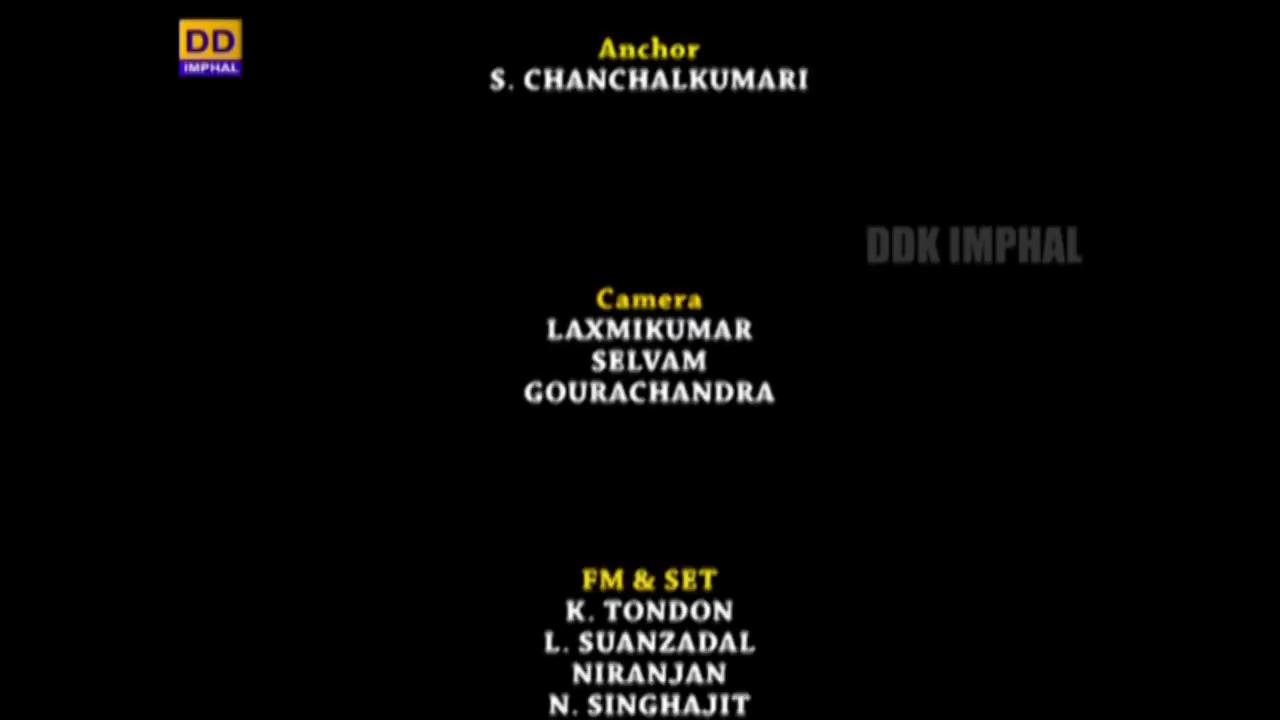 DD
IMPHAL
Anchor
S. CHANCHALKUMARI
DDK IMPHAL
Camera
LAXMIKUMAR
SELVAM
GOURACHANDRA
FM & SET
K. TONDON
L. SUANZADAL
NIRANJAN
N. SINGHAJIT